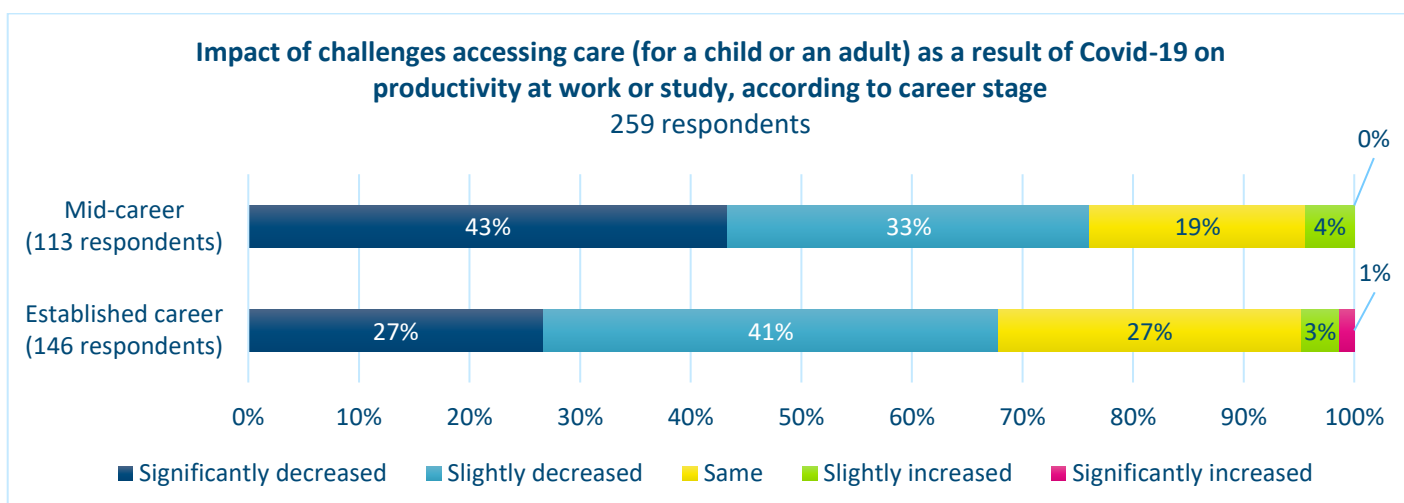 Impact of challenges accessing care (for a child or an adult) as a result of Covid-19 on
productivity at work or study, according to career stage
259 respondents
0%
Mid-career
(113 respondents)
43%
33%
19%
4%
1%
Established career
(146 respondents)
27%
41%
27%
3%
0%
10%
20%
30%
40%
50%
60%
70%
80%
90%
100%
Significantly decreased
Slightly decreased
Same
Slightly increased
Significantly increased